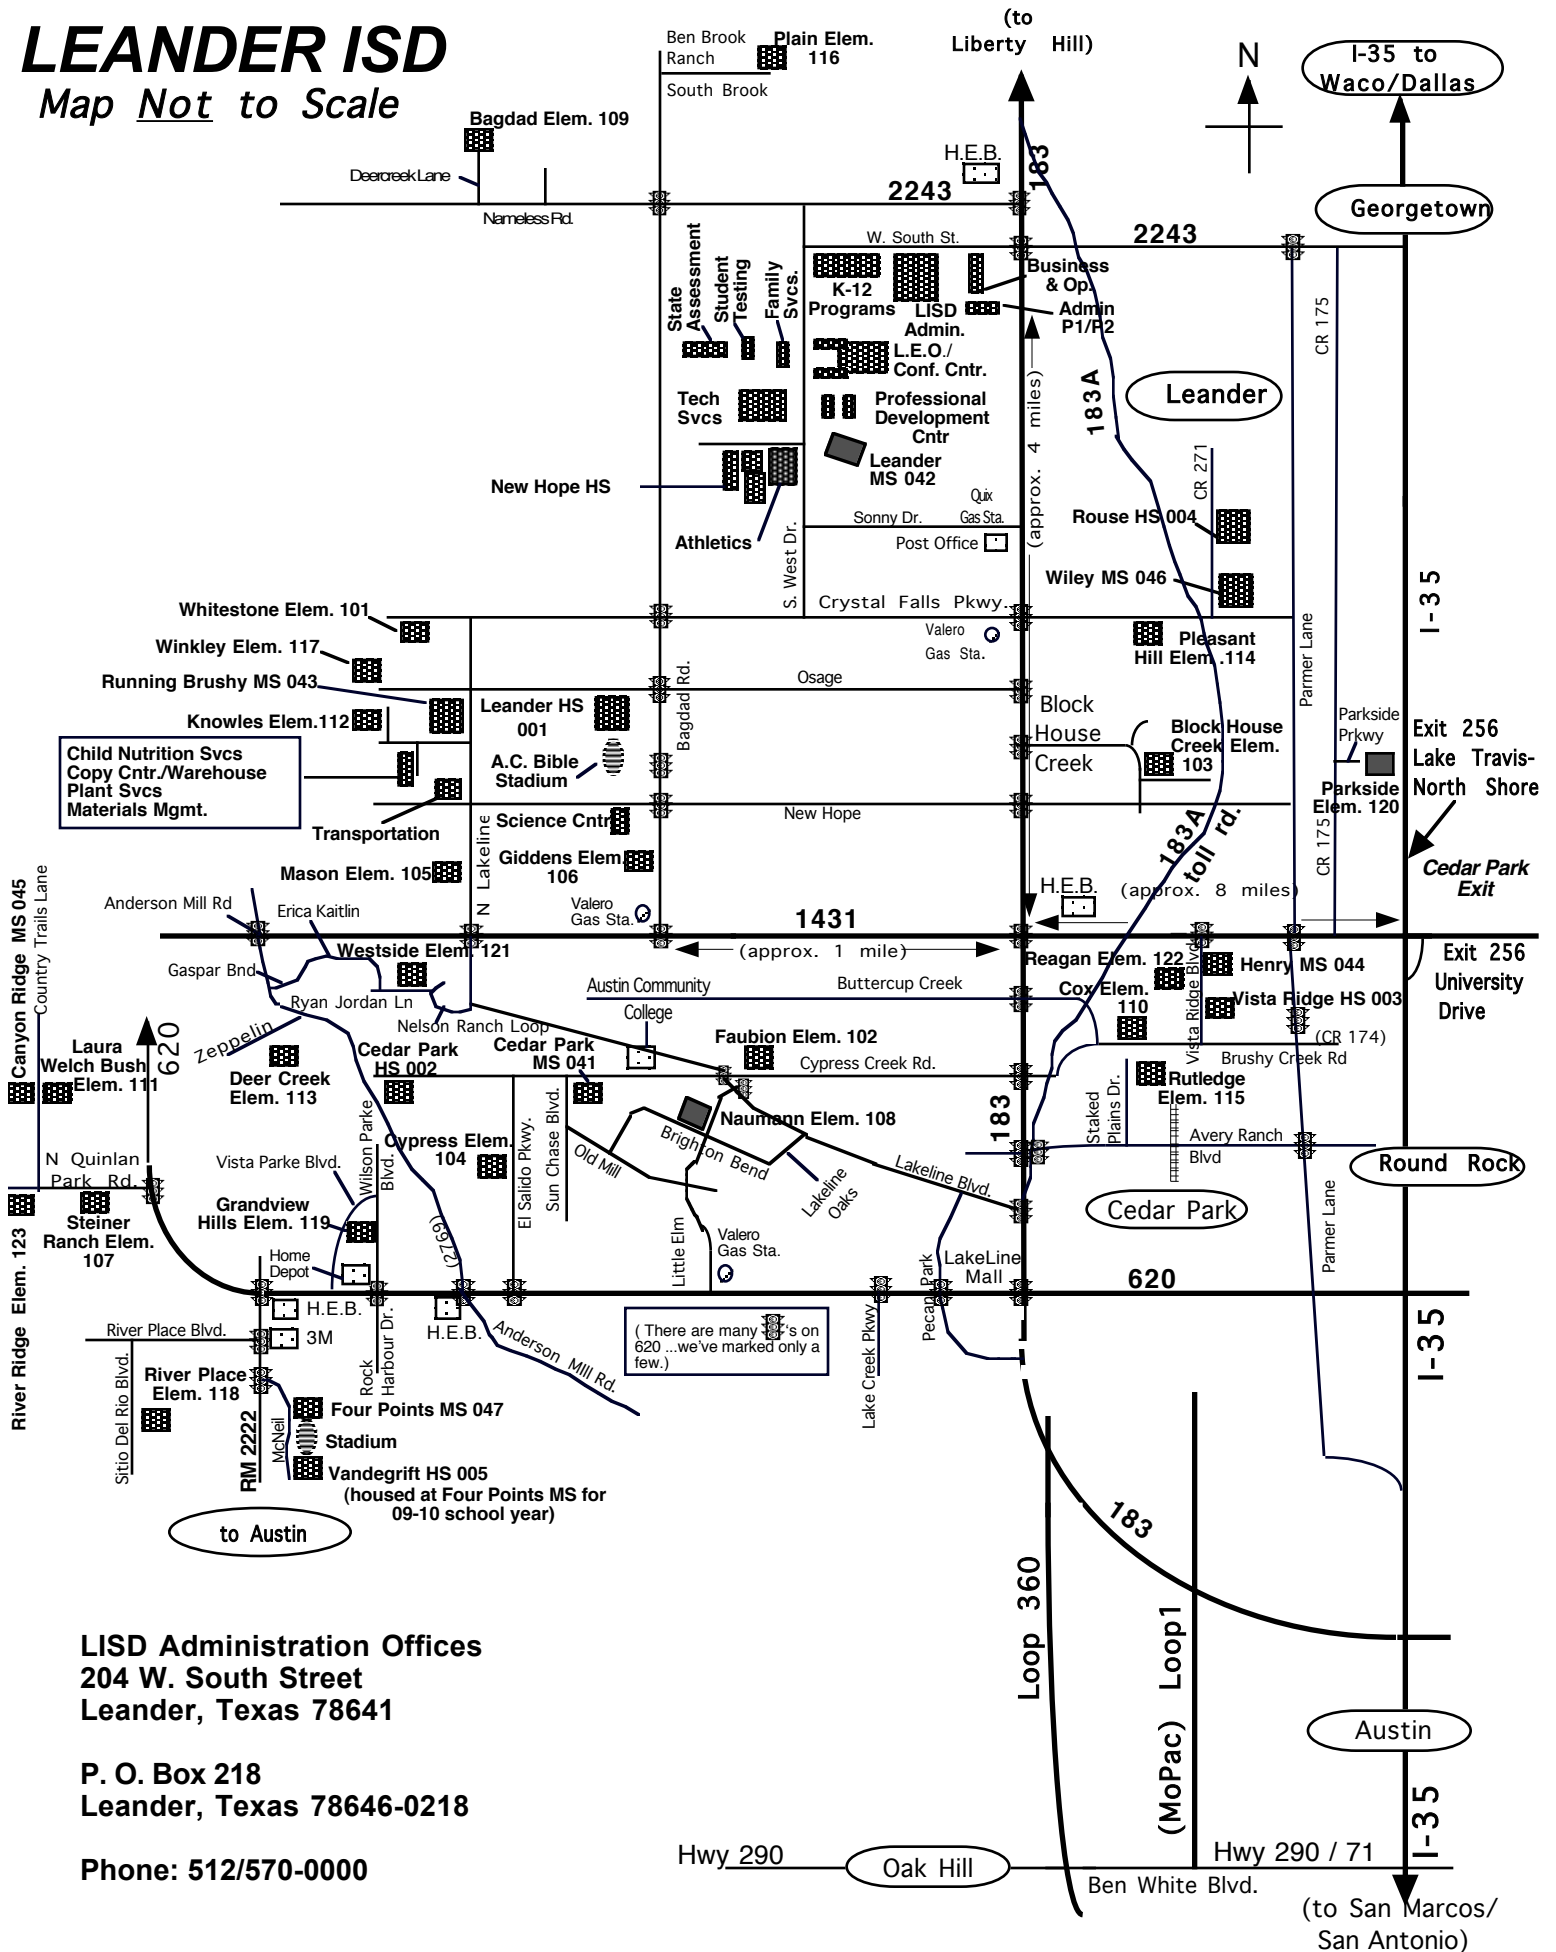 LEANDER ISD
Map Not to Scale
Ben Brook
Ranch
Plain Elem.
116
South Brook
(to
Liberty Hill)
N
I-35 to
Waco/Dallas
Bagdad Elem. 109
Deercreek Lane
Nameless Rd.
H.E.B.
183
2243
Georgetown
W. South St.
2243
State
Assessment
Student
Testing
Family
Svcs.
K-12
Programs
LISD
Admin.
Business
& Op.
Admin
P1/P2
L.E.O./
Conf. Cntr.
Tech
Svcs
Professional
Development
Cntr
Leander
MS 042
(approx. 4 miles)
183A
Leander
CR 175
CR 271
New Hope HS
Athletics
S. West Dr.
Sonny Dr.
Quix
Gas Sta.
Post Office
Rouse HS 004
Wiley MS 046
I-35
Whitestone Elem. 101
Crystal Falls Pkwy.
Winkley Elem. 117
Valero
Gas Sta.
Pleasant
Hill Elem .114
Parmer Lane
Running Brushy MS 043
Osage
Bagdad Rd.
Knowles Elem.112
Leander HS
001
Block
House
Creek
Block House
Creek Elem.
103
Parkside
Prkwy
Exit 256
Lake Travis-
North Shore
Child Nutrition Svcs
Copy Cntr./Warehouse
Plant Svcs
Materials Mgmt.
A.C. Bible
Stadium
Parkside
Elem. 120
Transportation
Science Cntr
New Hope
183A
toll rd.
CR 175
N Lakeline
Mason Elem. 105
Giddens Elem.
106
Cedar Park
Exit
Canyon Ridge MS 045
Country Trails Lane
Anderson Mill Rd
Erica Kaitlin
Valero
Gas Sta.
1431
H.E.B.
(approx. 8 miles)
Westside Elem. 121
(approx. 1 mile)
Gaspar Bnd
Reagan Elem. 122
Vista Ridge Blvd
Henry MS 044
Exit 256
University
Drive
Ryan Jordan Ln
Nelson Ranch Loop
Austin Community
College
Buttercup Creek
Cox Elem.
110
Vista Ridge HS 003
Zeppelin
620
Laura
Welch Bush
Elem. 111
Deer Creek
Elem. 113
Cedar Park
HS 002
Cedar Park
MS 041
Faubion Elem. 102
Cypress Creek Rd.
(CR 174)
Brushy Creek Rd
Rutledge
Elem. 115
Wilson Parke
Blvd.
Cypress Elem.
104
El Salido Pkwy.
Sun Chase Blvd.
Naumann Elem. 108
Brighton Bend
Old Mill
183
Staked
Plains Dr.
Avery Ranch
Blvd
N Quinlan
Park Rd.
Vista Parke Blvd.
Lakeline
Oaks
Lakeline Blvd.
Round Rock
Steiner
Ranch Elem.
107
Grandview
Hills Elem. 119
(2769)
Cedar Park
Parmer Lane
River Ridge Elem. 123
Home
Depot
Little Elm
Valero
Gas Sta.
Pecan Park
LakeLine
Mall
620
H.E.B.
3M
H.E.B.
River Place Blvd.
Rock
Harbour Dr.
Anderson MIll Rd.
( There are many 's on
620 ...we've marked only a
few.)
Lake Creek Pkwy
I-35
Sitio Del Rio Blvd.
River Place
Elem. 118
RM 2222
McNeil
Four Points MS 047
Stadium
Vandegrift HS 005
(housed at Four Points MS for
09-10 school year)
to Austin
183
Loop 360
(MoPac) Loop1
LISD Administration Offices
204 W. South Street
Leander, Texas 78641
P. O. Box 218
Leander, Texas 78646-0218
Phone: 512/570-0000
Austin
I-35
Hwy 290
Oak Hill
Hwy 290 / 71
Ben White Blvd.
(to San Marcos/
San Antonio)